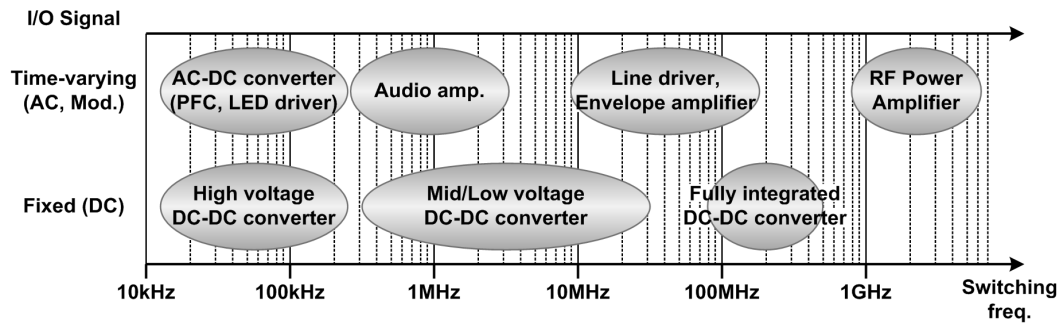 I/O Signal
Time-varying
(AC, Mod.)
AC-DC converter
(PFC, LED driver)
Audio amp.
Line driver,
Envelope amplifier
RF Power
Amplifier
Fixed (DC)
High voltage
DC-DC converter
Mid/Low voltage
DC-DC converter
Fully integrated
DC-DC converter
10kHz
100kHz
1MHz
10MHz
100MHz
1GHz
Switching
freq.